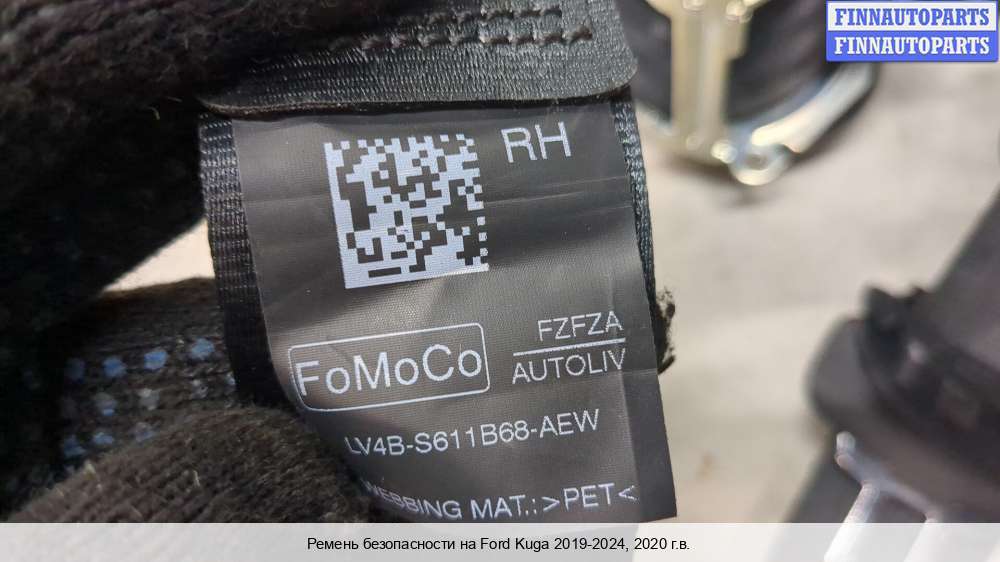 FINNAUTOPARTS
FINNAUTOPARTS
RH
FoMoCo
FZFZA
AUTOLIV
LV4B-S611B68-AEW
WEBBING MAT.:>PET<
Ремень безопасности на Ford Kuga 2019-2024, 2020 г.в.